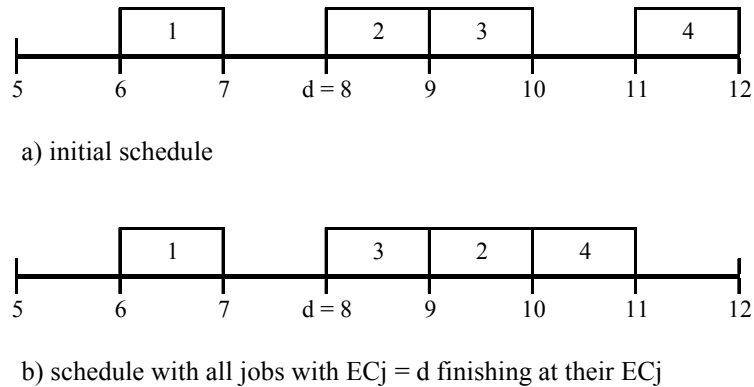 1 2 3 4
5 6 7 d = 8 9 10 11 12
a) initial schedule
1 3 2 4
5 6 7 d = 8 9 10 11 12
b) schedule with all jobs with ECj = d finishing at their ECj